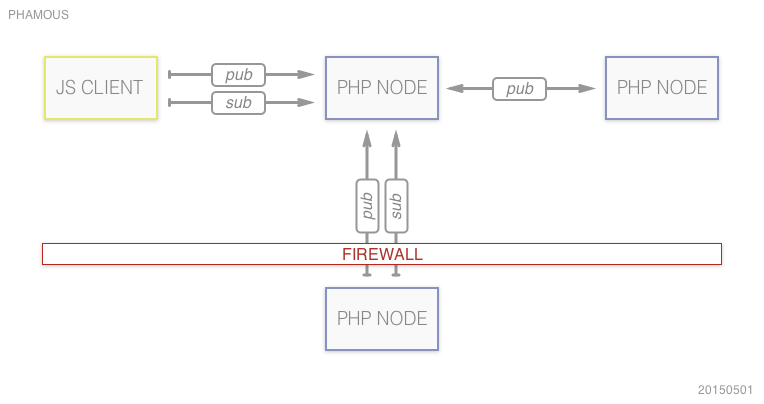 PHAMOUS
JS CLIENT
pub
sub
PHP NODE
pub
PHP NODE
pub
sub
FIREWALL
PHP NODE
20150501